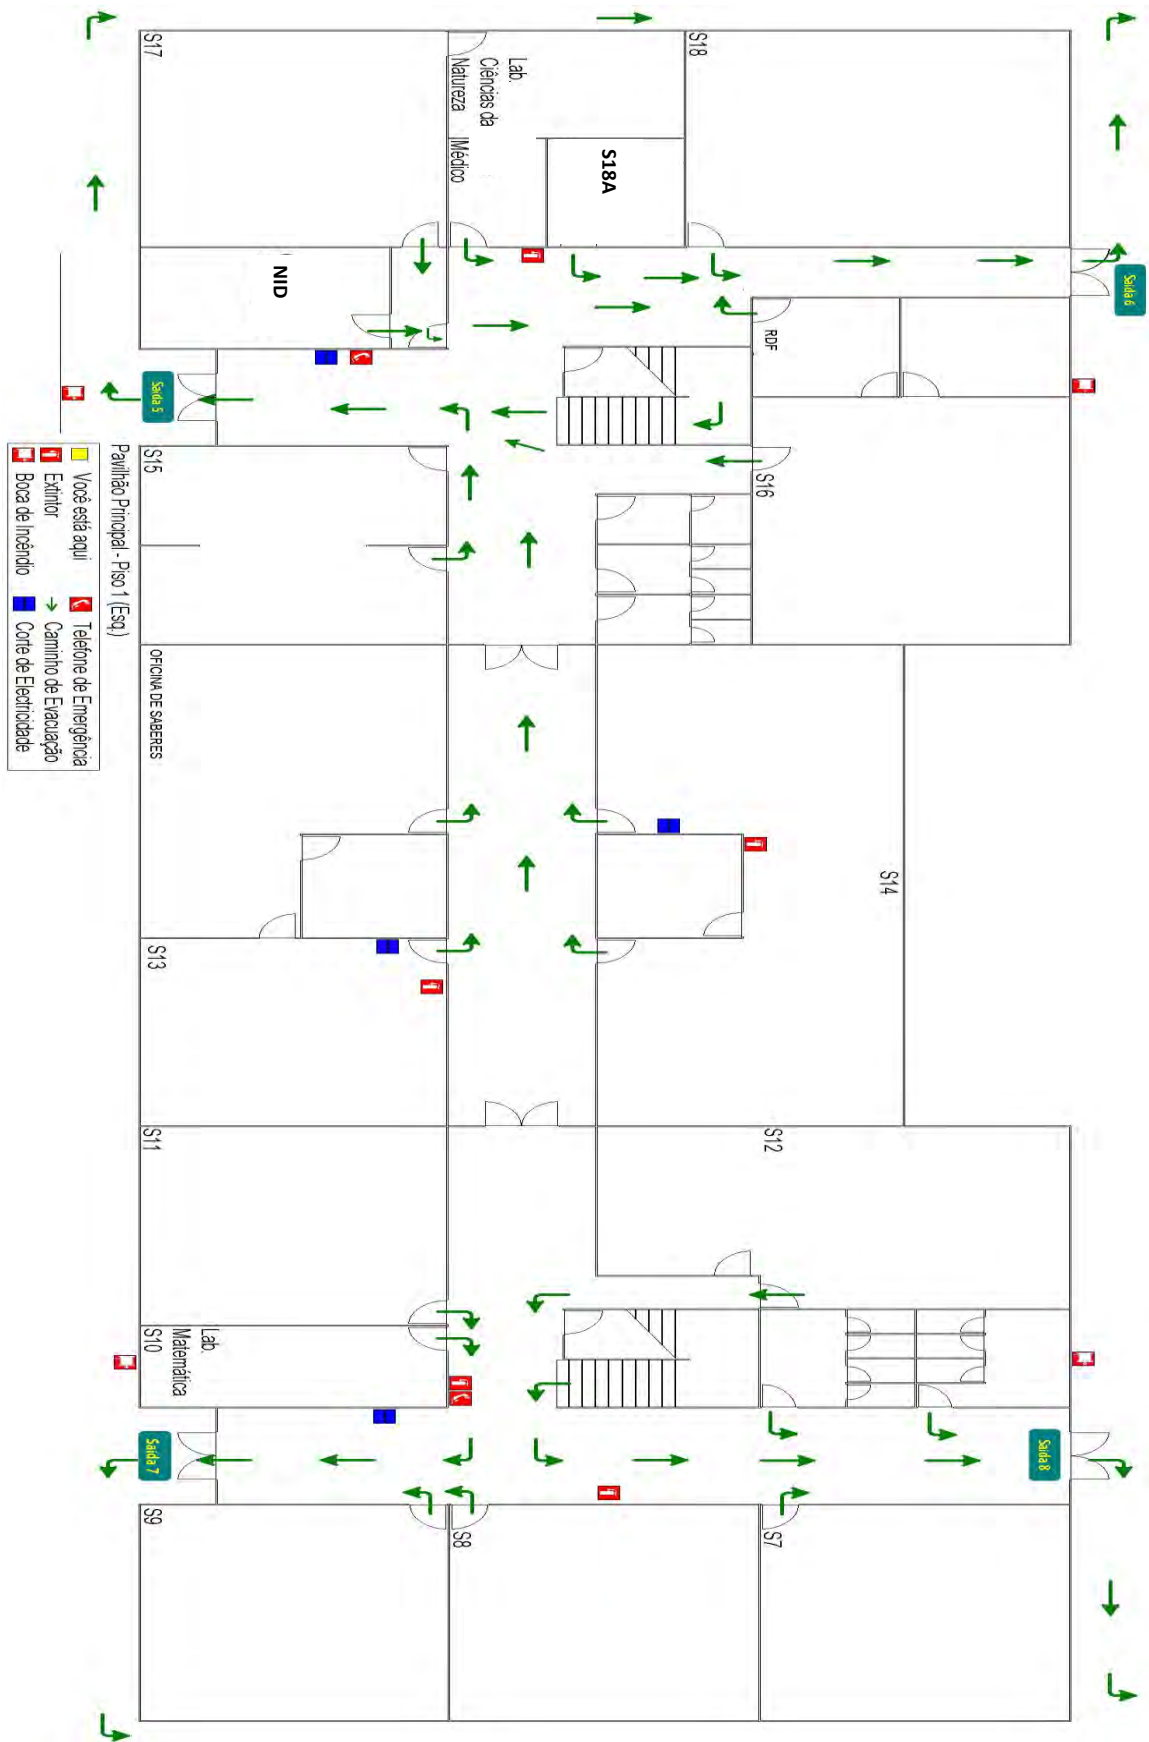 S17
Lab.
Ciências da
Natureza
IMédico
S18A
S18
NID
RDF
Saída 6
Saída 5
S15
S16
Pavilhão Principal - Piso 1 (Esq.)
Você está aqui
Extintor
Boca de Incêndio
Telefone de Emergência
Caminho de Evacuação
Corte de Electricidade
OFICINA DE SABERES
S14
S13
S11
S12
S10
Lab.
Matemática
Saída 7
Saída 8
S9
S8
S7